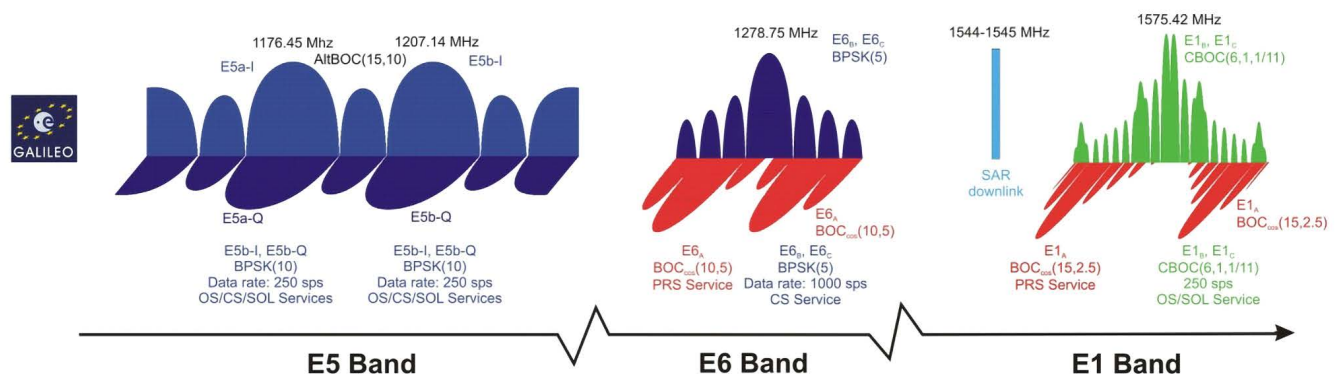 GALILEO
1176.45 Mhz
1207.14 MHz
E5a-I
AltBOC(15,10)
E5b-I
E5a-Q
E5b-Q
E5b-I, E5b-Q
BPSK(10)
Data rate: 250 sps
OS/CS/SOL Services
E5b-I, E5b-Q
BPSK(10)
Data rate: 250 sps
OS/CS/SOL Services
1278.75 MHz
E6B, E6C
BPSK(5)
E6A
BOCcos(10,5)
E6A
BOCcos(10,5)
PRS Service
E6B, E6C
BPSK(5)
Data rate: 1000 sps
CS Service
1544-1545 MHz
SAR
downlink
1575.42 MHz
E1B, E1C
CBOC(6,1,1/11)
E1A
BOCcos(15,2.5)
E1A
BOCcos(15,2.5)
PRS Service
E1B, E1C
CBOC(6,1,1/11)
250 sps
OS/SOL Service
E5 Band
E6 Band
E1 Band